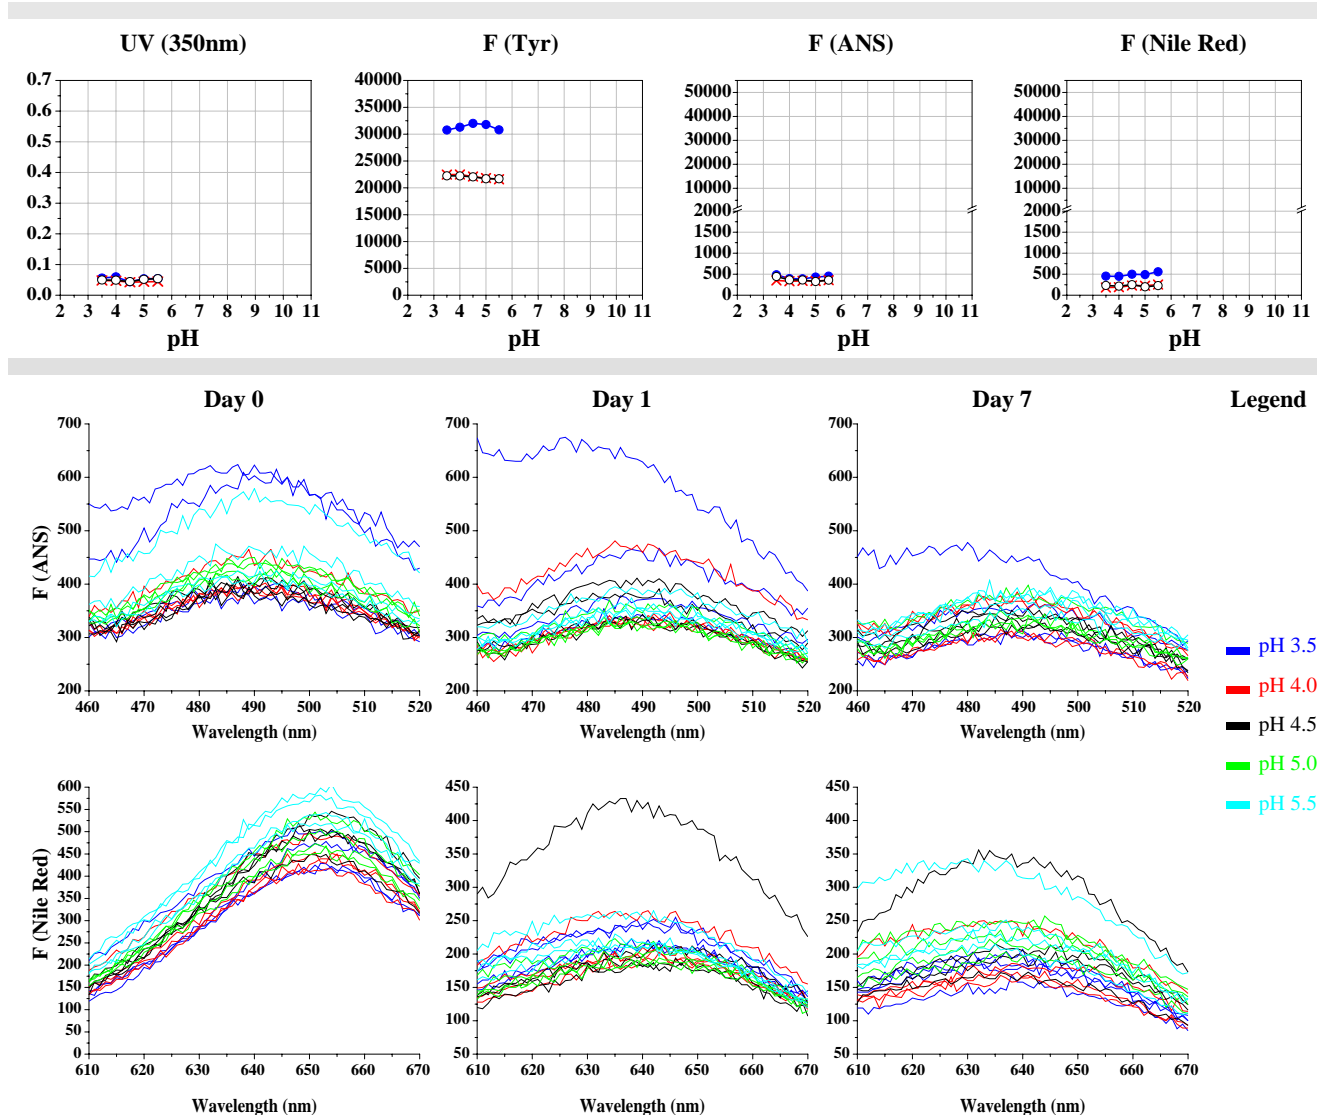 UV (350nm) F (Tyr) F (ANS) F (Nile Red)
0.7 40000 50000 50000
0.6 35000 40000 40000
0.5 30000 30000 30000
0.4 25000 20000 20000
0.3 20000 10000 10000
0.2 15000 2000 2000
0.1 10000 1500 1500
0.0 5000 1000 1000
0 500 500
0 0
2 3 4 5 6 7 8 9 10 11 2 3 4 5 6 7 8 9 10 11 2 3 4 5 6 7 8 9 10 11 2 3 4 5 6 7 8 9 10 11
pH pH pH pH
Day 0 Day 1 Day 7 Legend
F (ANS)
700 700 700
600 600 600
500 500 500
400 400 400
300 300 300
200 200 200
460 470 480 490 500 510 520 460 470 480 490 500 510 520 460 470 480 490 500 510 520
Wavelength (nm) Wavelength (nm) Wavelength (nm)
pH 3.5
pH 4.0
pH 4.5
pH 5.0
pH 5.5
F (Nile Red)
600 450 450
550 400 400
500 350 350
450 300 300
400 250 250
350 200 200
300 150 150
250 100 100
200 50 50
150
100
50
0
610 620 630 640 650 660 670 610 620 630 640 650 660 670 610 620 630 640 650 660 670
Wavelength (nm) Wavelength (nm) Wavelength (nm)